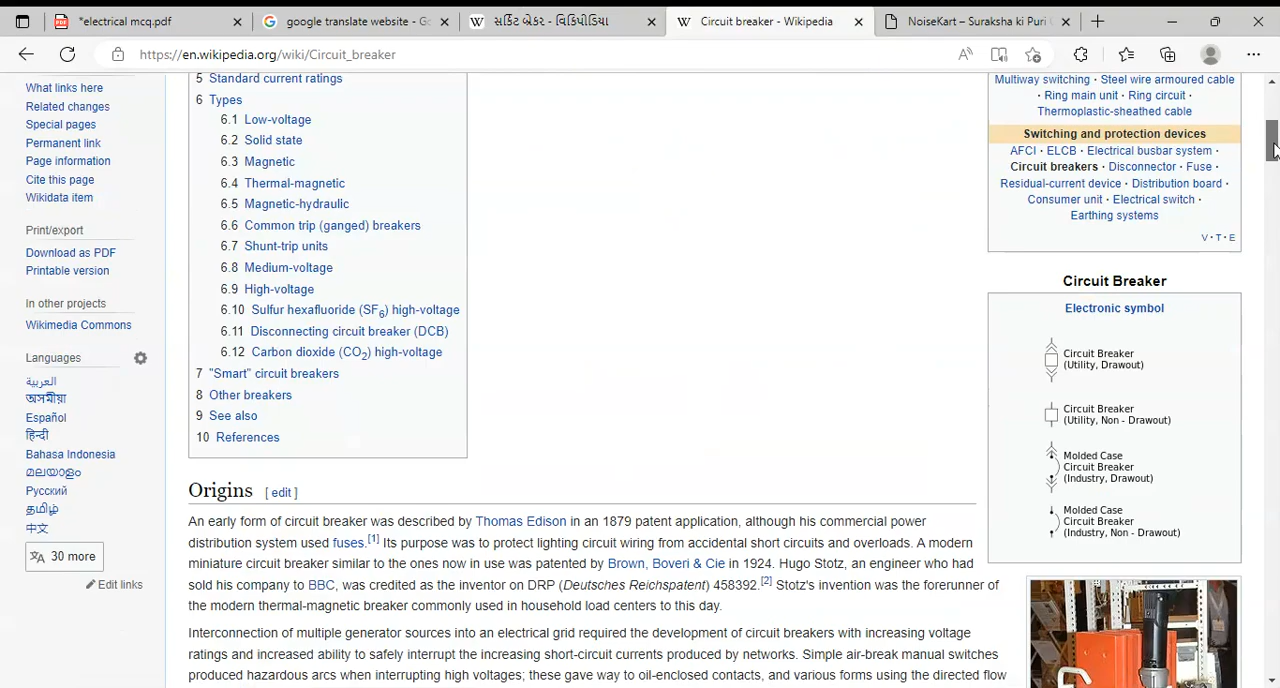 *electrical mcq.pdf
google translate website - Go
સર્કિટ બ્રેકર - વિકિપીડિયા
Circuit breaker - Wikipedia
NoiseKart – Suraksha ki Puri
https://en.wikipedia.org/wiki/Circuit_breaker
What links here
Related changes
Special pages
Permanent link
Page information
Cite this page
Wikidata item
Print/export
Download as PDF
Printable version
In other projects
Wikimedia Commons
Languages
العربية
অসমীয়া
Español
हिन्दी
Bahasa Indonesia
മലയാളം
Русский
தமிழ்
中文
30 more
Edit links
5 Standard current ratings
6 Types
6.1 Low-voltage
6.2 Solid state
6.3 Magnetic
6.4 Thermal-magnetic
6.5 Magnetic-hydraulic
6.6 Common trip (ganged) breakers
6.7 Shunt-trip units
6.8 Medium-voltage
6.9 High-voltage
6.10 Sulfur hexafluoride (SF6) high-voltage
6.11 Disconnecting circuit breaker (DCB)
6.12 Carbon dioxide (CO2) high-voltage
7 "Smart" circuit breakers
8 Other breakers
9 See also
10 References
Origins [ edit ]
An early form of circuit breaker was described by Thomas Edison in an 1879 patent application, although his commercial power
distribution system used fuses.[1] Its purpose was to protect lighting circuit wiring from accidental short circuits and overloads. A modern
miniature circuit breaker similar to the ones now in use was patented by Brown, Boveri & Cie in 1924. Hugo Stotz, an engineer who had
sold his company to BBC, was credited as the inventor on DRP (Deutsches Reichspatent) 458392.[2] Stotz's invention was the forerunner of
the modern thermal-magnetic breaker commonly used in household load centers to this day.
Interconnection of multiple generator sources into an electrical grid required the development of circuit breakers with increasing voltage
ratings and increased ability to safely interrupt the increasing short-circuit currents produced by networks. Simple air-break manual switches
produced hazardous arcs when interrupting high voltages; these gave way to oil-enclosed contacts, and various forms using the directed flow
Multiway switching · Steel wire armoured cable
· Ring main unit · Ring circuit ·
Thermoplastic-sheathed cable
Switching and protection devices
AFCI · ELCB · Electrical busbar system ·
Circuit breakers · Disconnector · Fuse ·
Residual-current device · Distribution board ·
Consumer unit · Electrical switch ·
Earthing systems
V · T · E
Circuit Breaker
Electronic symbol
Circuit Breaker
(Utility, Drawout)
Circuit Breaker
(Utility, Non - Drawout)
Molded Case
Circuit Breaker
(Industry, Drawout)
Molded Case
Circuit Breaker
(Industry, Non - Drawout)